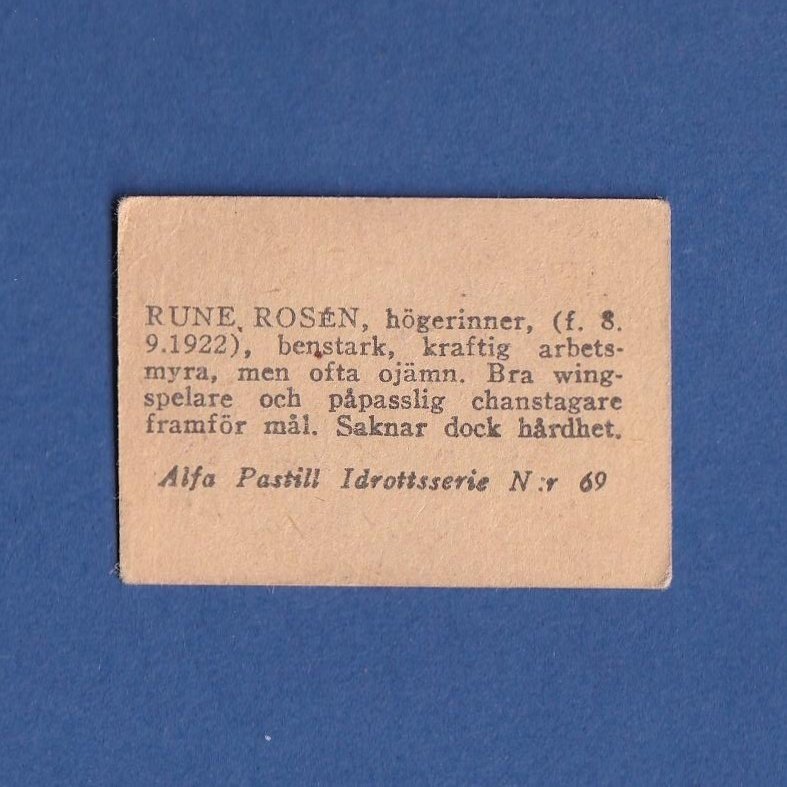 RUNE ROSÉN, högerinner, (f. 8.
9.1922), benstark, kraftig arbets-
myra, men ofta ojämn. Bra wing-
spelare och påpasslig chanstagare
framför mål. Saknar dock hårdhet.
Alfa Pastill Idrottsserie N:r 69